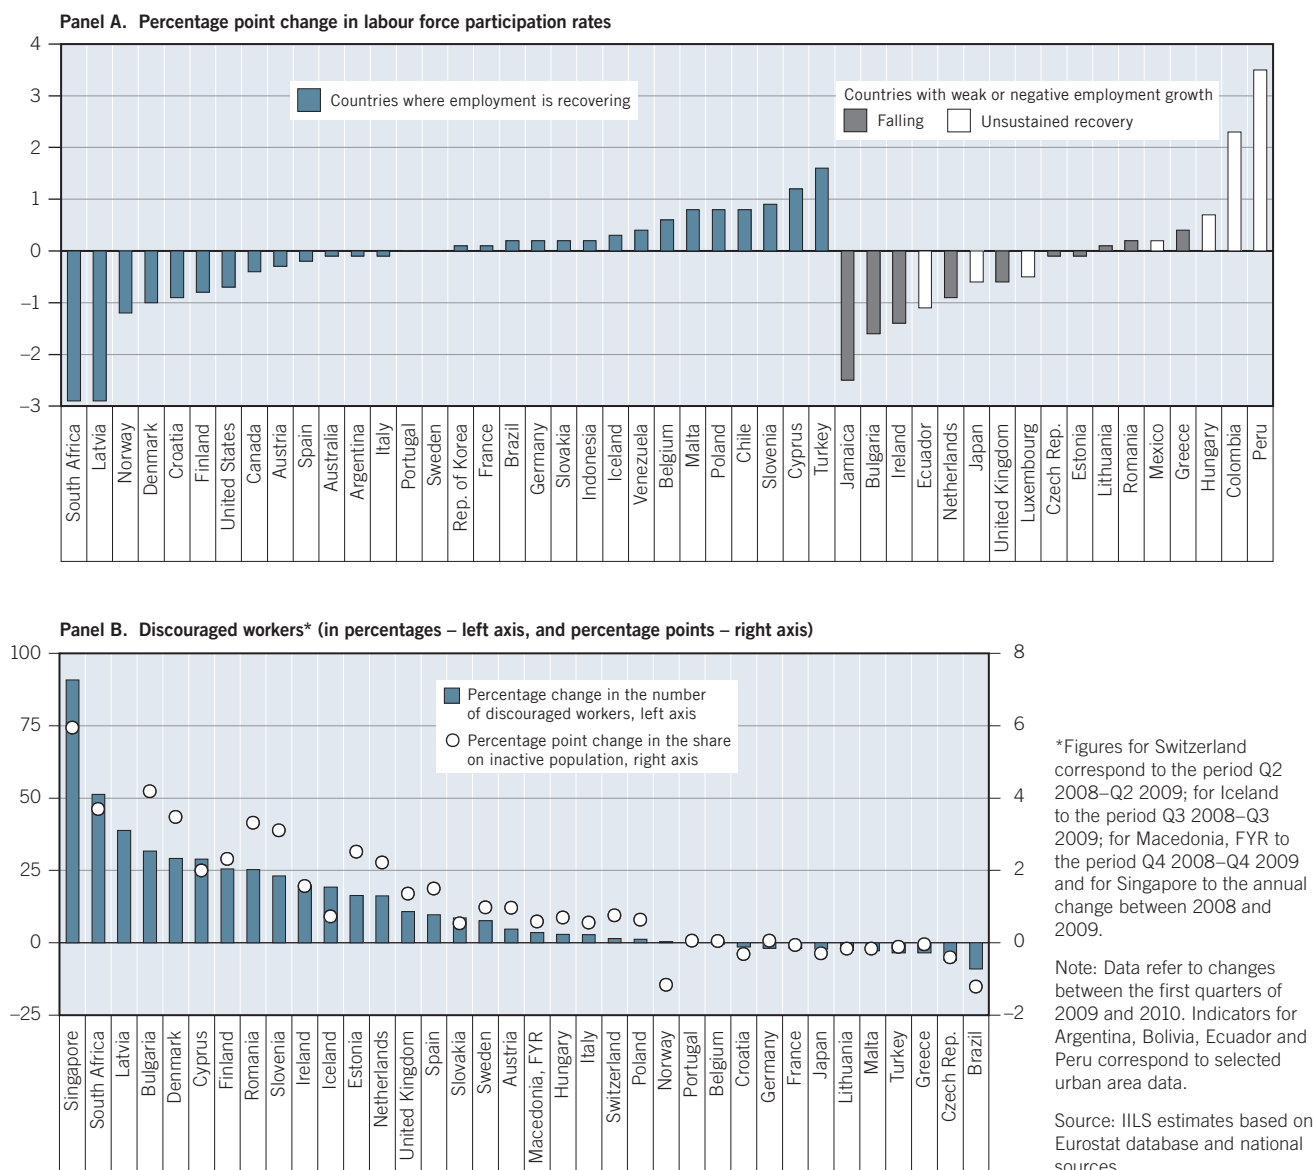 Panel A. Percentage point change in labour force participation rates
4
3
2
1
0
–1
–2
–3
Countries where employment is recovering
Countries with weak or negative employment growth
Falling
Unsustained recovery
South Africa
Latvia
Norway
Denmark
Croatia
Finland
United States
Canada
Austria
Spain
Australia
Argentina
Italy
Portugal
Sweden
Rep. of Korea
France
Brazil
Germany
Slovakia
Indonesia
Iceland
Venezuela
Belgium
Malta
Poland
Chile
Slovenia
Cyprus
Turkey
Jamaica
Bulgaria
Ireland
Ecuador
Netherlands
Japan
United Kingdom
Luxembourg
Czech Rep.
Estonia
Lithuania
Romania
Mexico
Greece
Hungary
Colombia
Peru
Panel B. Discouraged workers* (in percentages – left axis, and percentage points – right axis)
100
75
50
25
0
–25
8
6
4
2
0
–2
Percentage change in the number
of discouraged workers, left axis
Percentage point change in the share
on inactive population, right axis
Singapore
South Africa
Latvia
Bulgaria
Denmark
Cyprus
Finland
Romania
Slovenia
Ireland
Iceland
Estonia
Netherlands
United Kingdom
Spain
Slovakia
Sweden
Austria
Macedonia, FYR
Hungary
Italy
Switzerland
Poland
Norway
Portugal
Belgium
Croatia
Germany
France
Japan
Lithuania
Malta
Turkey
Greece
Czech Rep.
Brazil
*Figures for Switzerland
correspond to the period Q2
2008–Q2 2009; for Iceland
to the period Q3 2008–Q3
2009; for Macedonia, FYR to
the period Q4 2008–Q4 2009
and for Singapore to the annual
change between 2008 and
2009.
Note: Data refer to changes
between the first quarters of
2009 and 2010. Indicators for
Argentina, Bolivia, Ecuador and
Peru correspond to selected
urban area data.
Source: IILS estimates based on
Eurostat database and national
sources